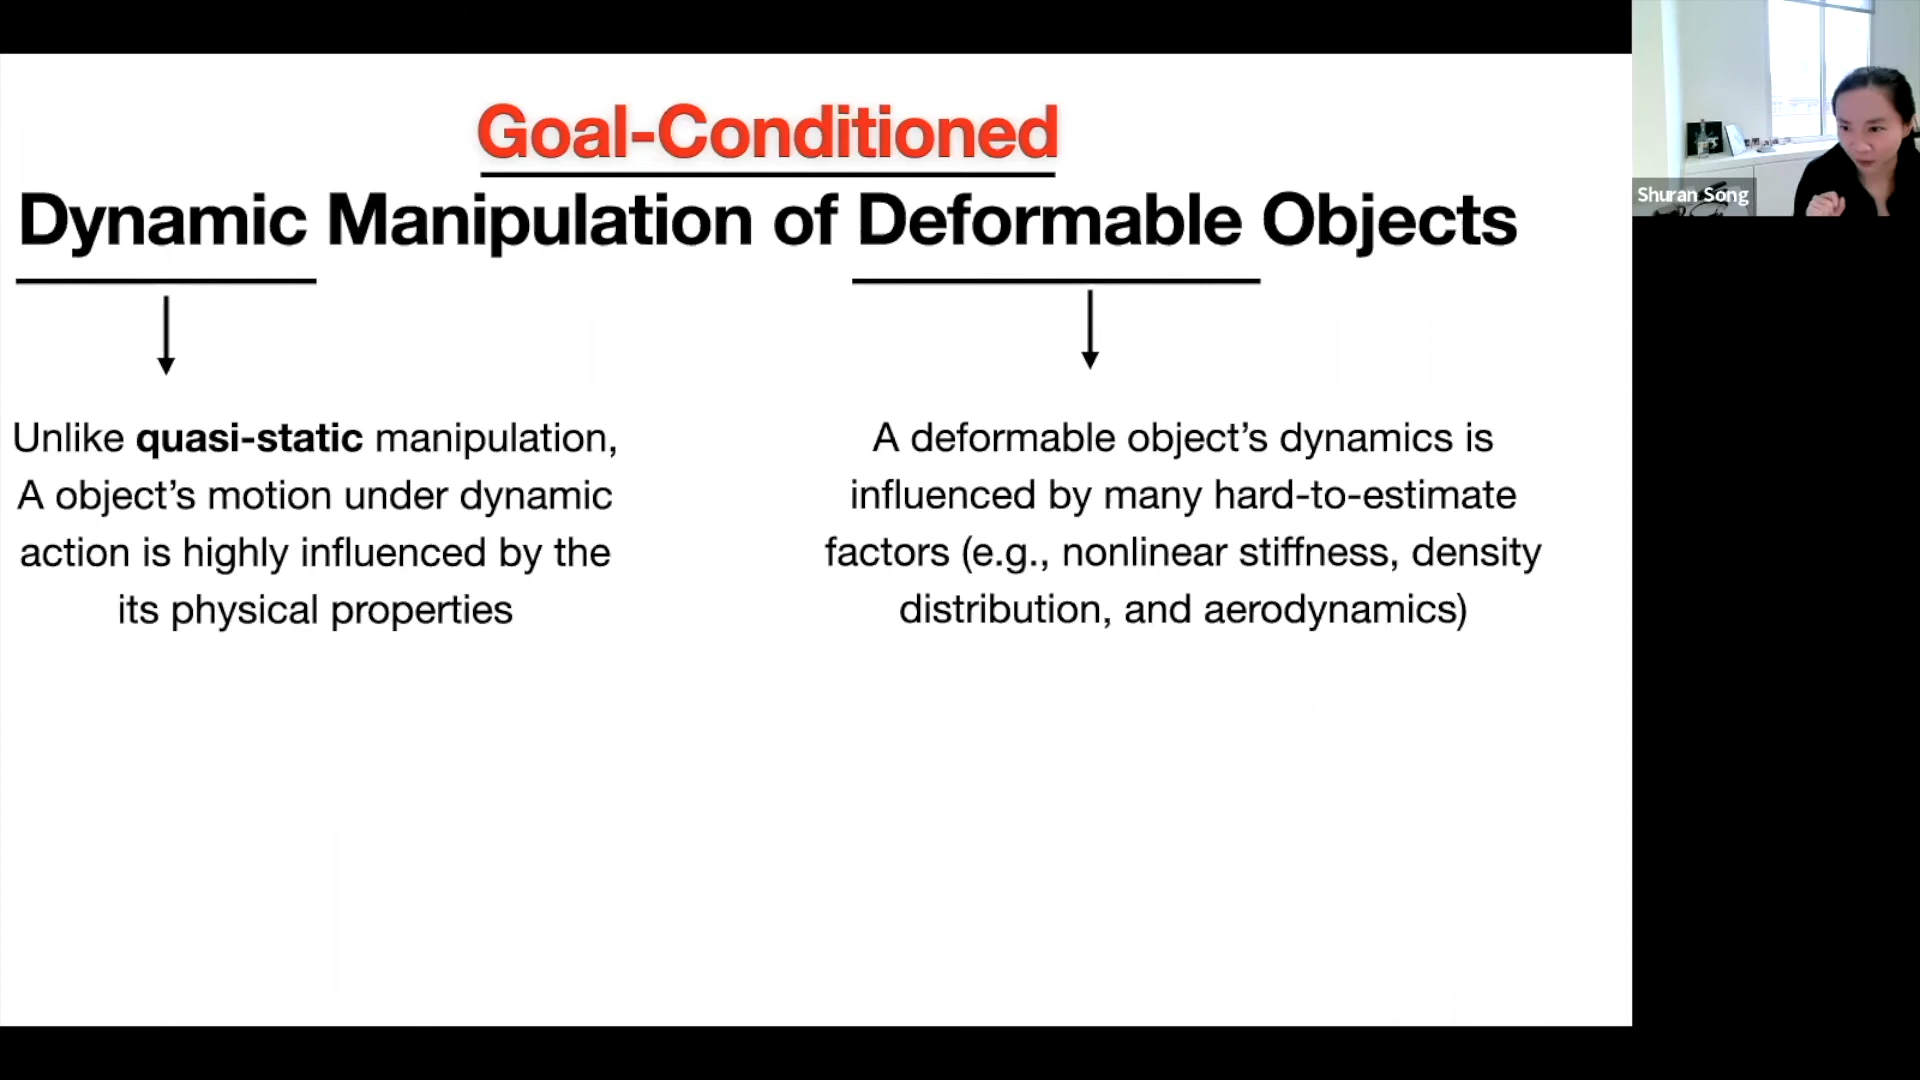 Goal-Conditioned
Dynamic Manipulation of Deformable Objects
Unlike quasi-static manipulation,
A object’s motion under dynamic
action is highly influenced by the
its physical properties
A deformable object’s dynamics is
influenced by many hard-to-estimate
factors (e.g., nonlinear stiffness, density
distribution, and aerodynamics)
Shuran Song